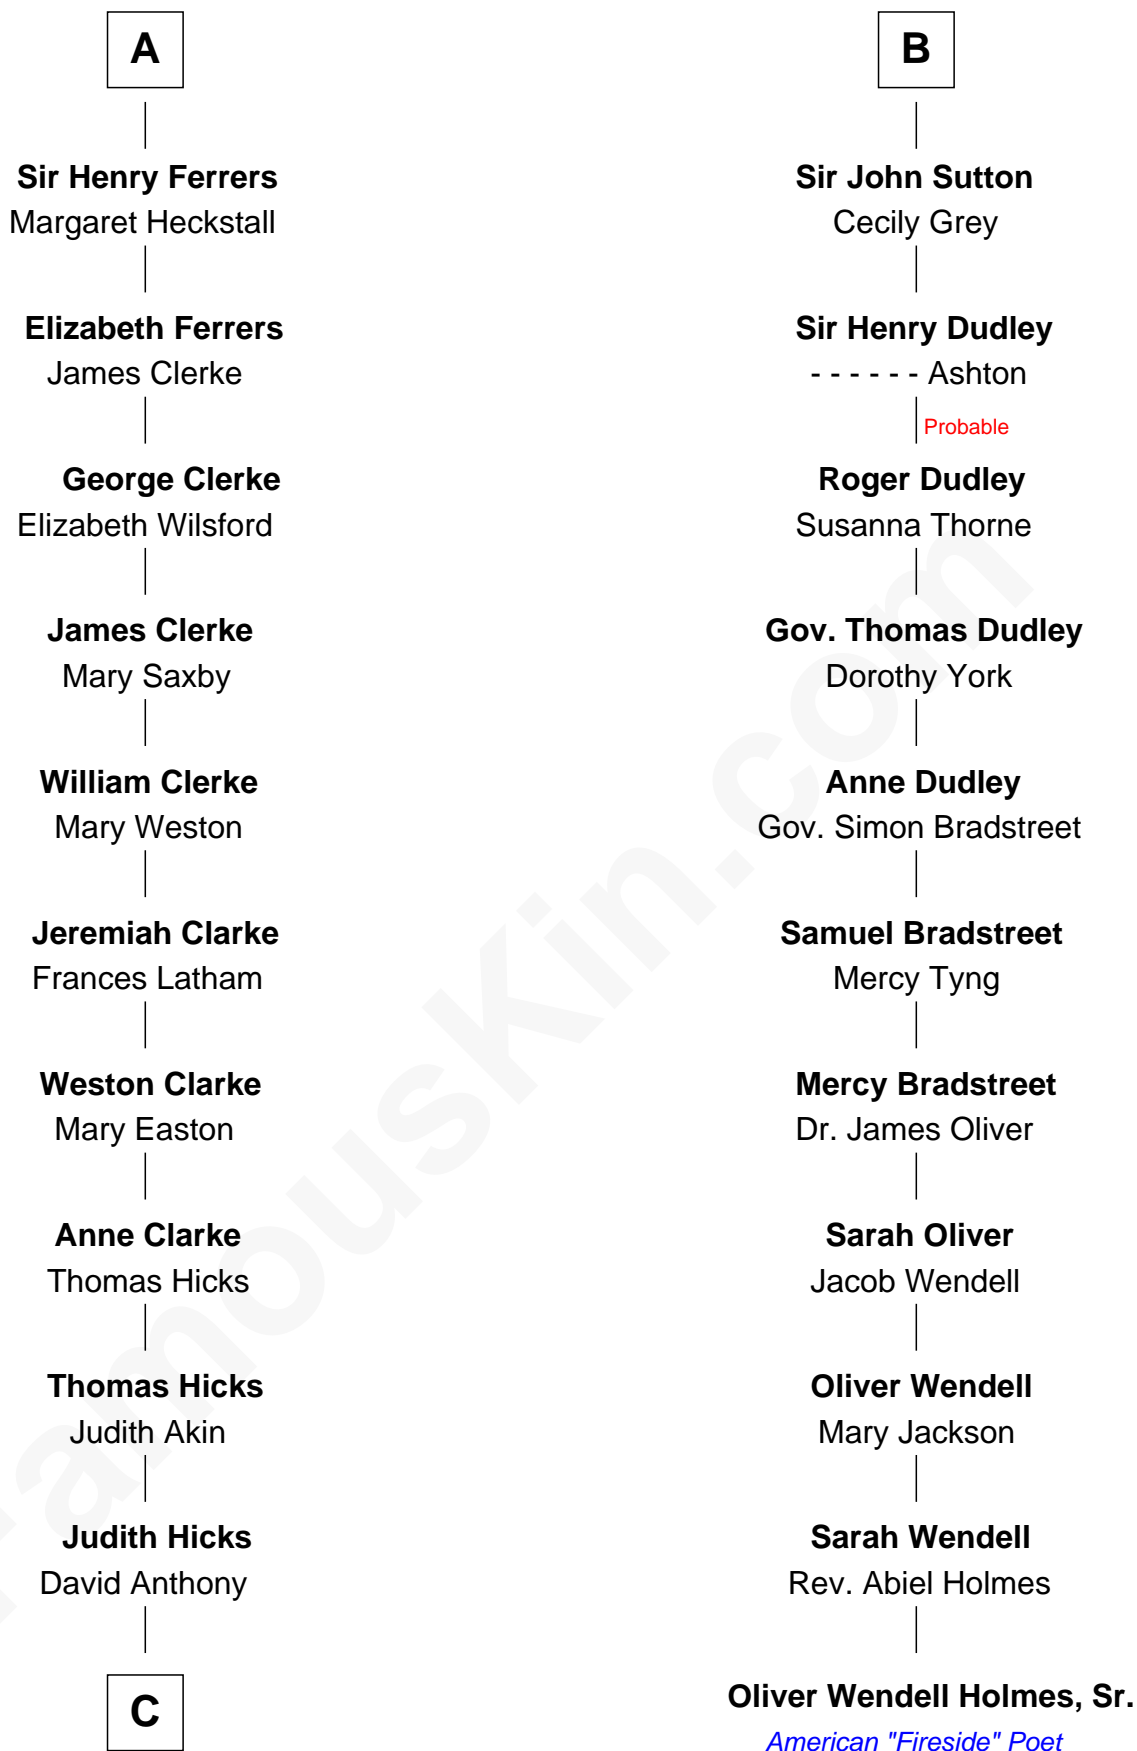 A
Sir Henry Ferrers
Margaret Heckstall
Elizabeth Ferrers
James Clerke
George Clerke
Elizabeth Wilsford
James Clerke
Mary Saxby
William Clerke
Mary Weston
Jeremiah Clarke
Frances Latham
Weston Clarke
Mary Easton
Anne Clarke
Thomas Hicks
Thomas Hicks
Judith Akin
Judith Hicks
David Anthony
C
B
Sir John Sutton
Cecily Grey
Sir Henry Dudley
- - - - - - Ashton
Probable
Roger Dudley
Susanna Thorne
Gov. Thomas Dudley
Dorothy York
Anne Dudley
Gov. Simon Bradstreet
Samuel Bradstreet
Mercy Tyng
Mercy Bradstreet
Dr. James Oliver
Sarah Oliver
Jacob Wendell
Oliver Wendell
Mary Jackson
Sarah Wendell
Rev. Abiel Holmes
Oliver Wendell Holmes, Sr.
American "Fireside" Poet
FamousKin.com